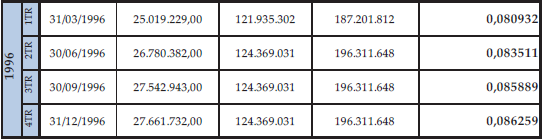 1996
1TR 31/03/1996 25.019.229,00 121.935.302 187.201.812 0,080932
2TR 30/06/1996 26.780.382,00 124.369.031 196.311.648 0,083511
3TR 30/09/1996 27.542.943,00 124.369.031 196.311.648 0,085889
4TR 31/12/1996 27.661.732,00 124.369.031 196.311.648 0,086259